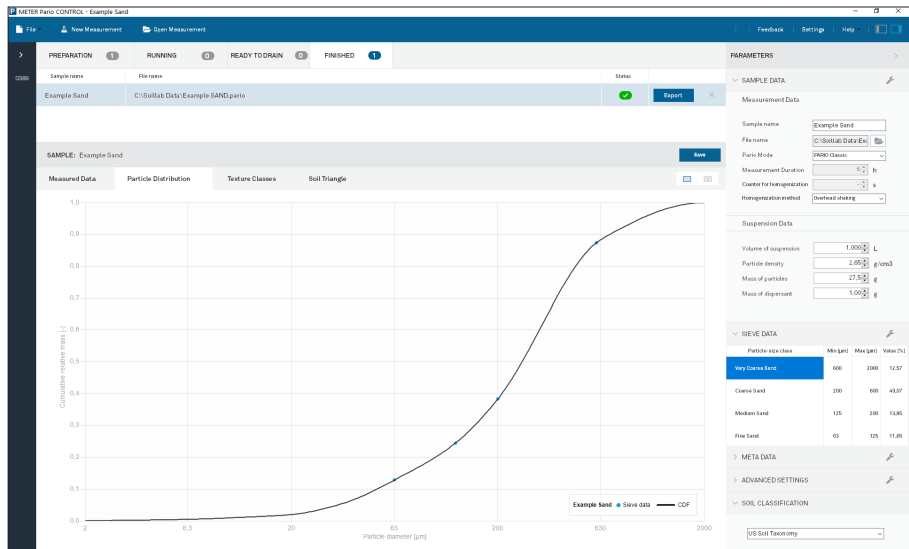 METER Pario CONTROL - Example Sand
File New Measurement Open Measurement Feedback Settings Help
PREPARATION 1 RUNNING 0 READY TO DRAIN 0 FINISHED 1
Sample name File name Status
Example Sand C:\Soillab Data\Example SAND.pario Export
SAMPLE: Example Sand Save
Measured Data Particle Distribution Texture Classes Soil Triangle
1,0
0,9
0,8
0,7
0,6
0,5
0,4
0,3
0,2
0,1
0,0
Cumulative relative mass [-]
2 6,3 20 63 200 630 2000
Particle diameter [µm]
Example Sand Sieve data CDF
PARAMETERS
SAMPLE DATA
Measurement Data
Sample name Example Sand
File name C:\Soillab Data\Ex
Pario Mode PARIO Classic
Measurement Duration 8 h
Counter for homogenization - s
Homogenization method Overhead shaking
Suspension Data
Volume of suspension 1,000 L
Particle density 2,65 g/cm3
Mass of particles 27,5 g
Mass of dispersant 1,00 g
SIEVE DATA
Particle-size class Min [µm] Max [µm] Value [%]
Very Coarse Sand 600 2000 12,57
Coarse Sand 200 600 49,07
Medium Sand 125 200 13,85
Fine Sand 63 125 11,65
META DATA
ADVANCED SETTINGS
SOIL CLASSIFICATION
US Soil Taxonomy